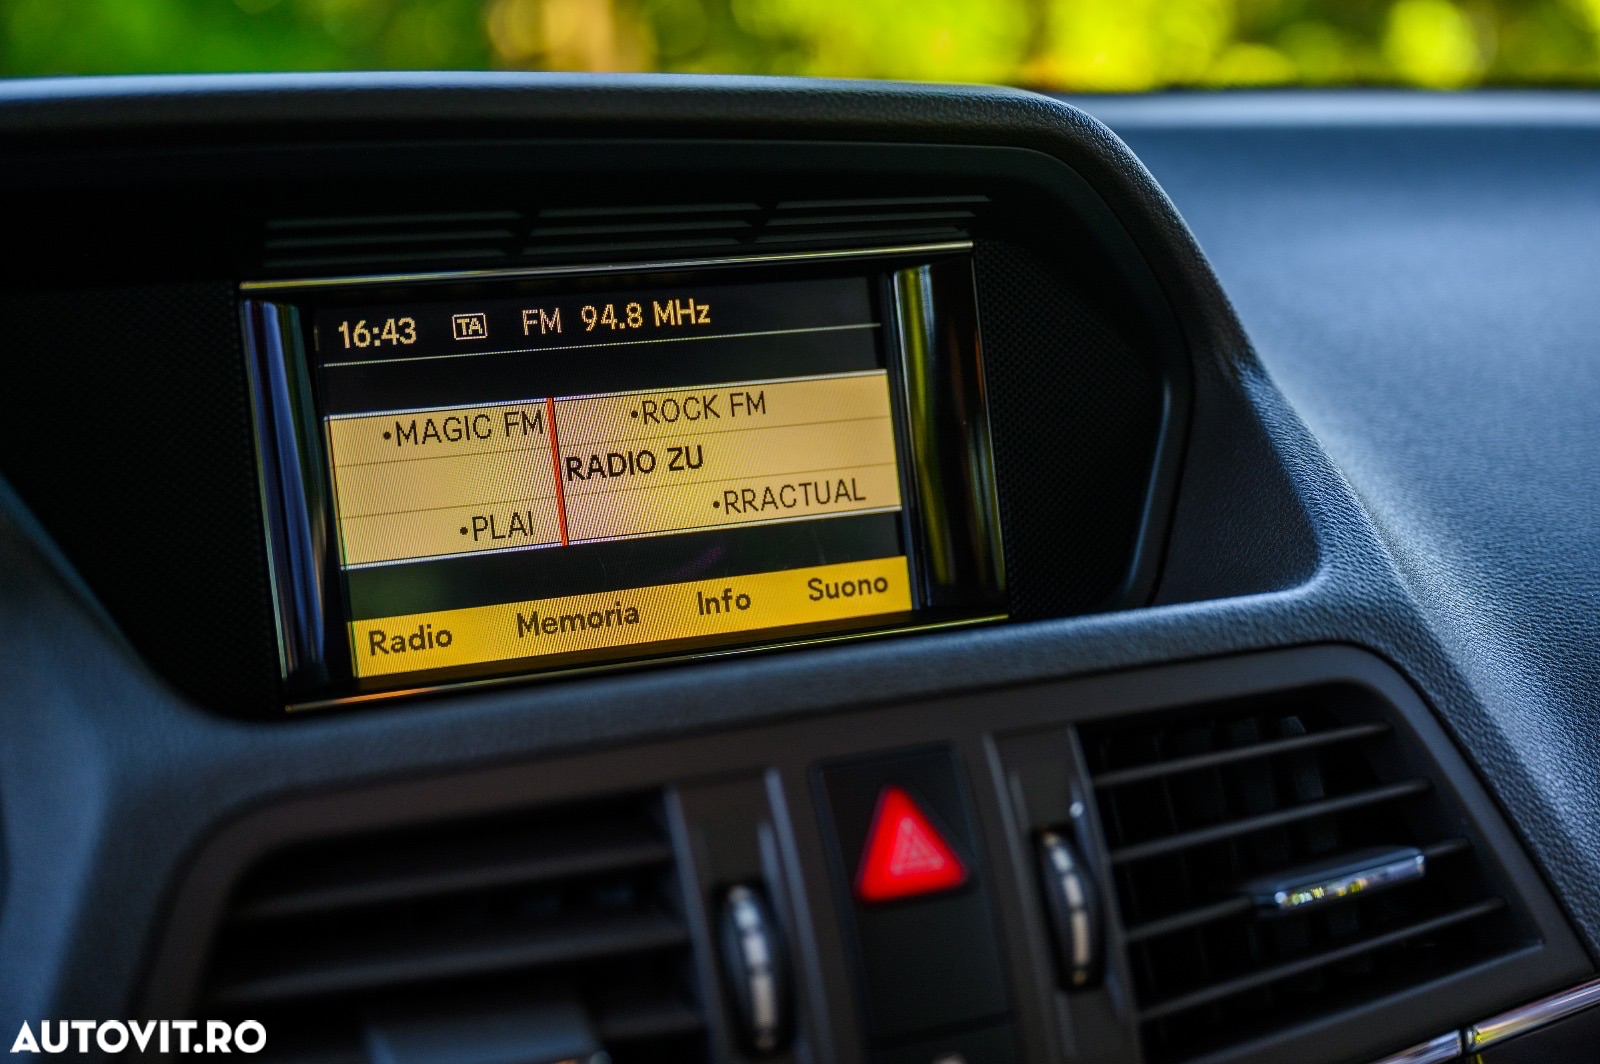 16:43 TA FM 94.8 MHz
•MAGIC FM •ROCK FM
RADIO ZU
•PLAI •RRACTUAL
Radio Memoria Info Suono
AUTOVIT.RO